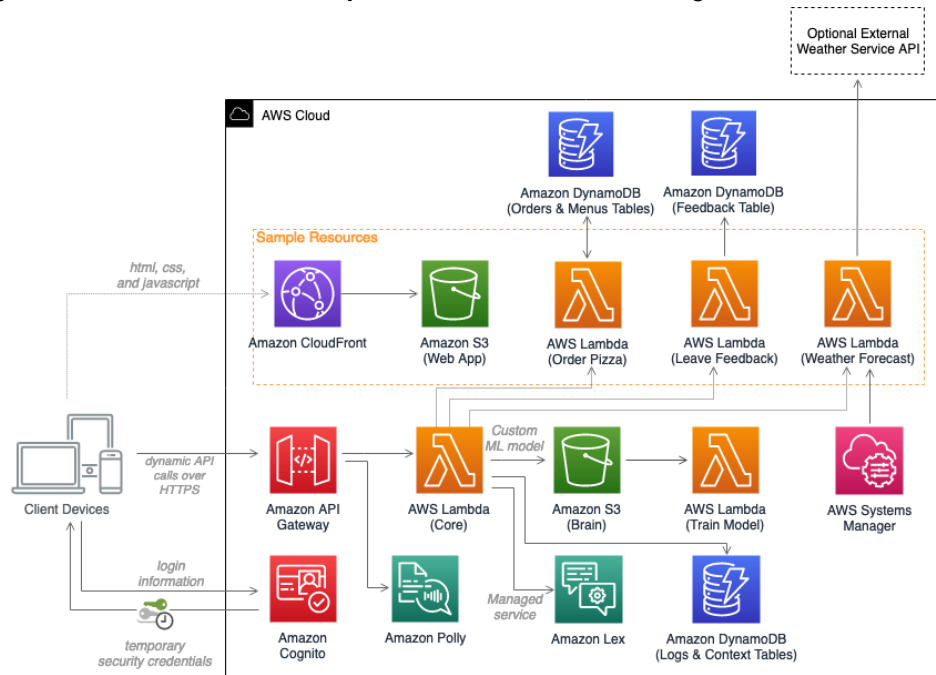 Optional External
Weather Service API
AWS Cloud
Amazon DynamoDB
(Orders & Menus Tables)
Amazon DynamoDB
(Feedback Table)
Sample Resources
html, css,
and javascript
Amazon CloudFront
Amazon S3
(Web App)
AWS Lambda
(Order Pizza)
AWS Lambda
(Leave Feedback)
AWS Lambda
(Weather Forecast)
Client Devices
dynamic API
calls over
HTTPS
Amazon API
Gateway
AWS Lambda
(Core)
Custom
ML model
Amazon S3
(Brain)
AWS Lambda
(Train Model)
AWS Systems
Manager
login
information
temporary
security credentials
Amazon
Cognito
Amazon Polly
Managed
service
Amazon Lex
Amazon DynamoDB
(Logs & Context Tables)